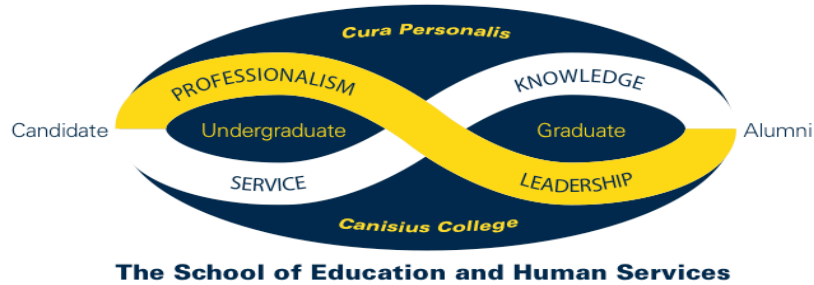 Cura Personalis
PROFESSIONALISM
KNOWLEDGE
Candidate
Undergraduate
Graduate
Alumni
SERVICE
LEADERSHIP
Canisius College
The School of Education and Human Services